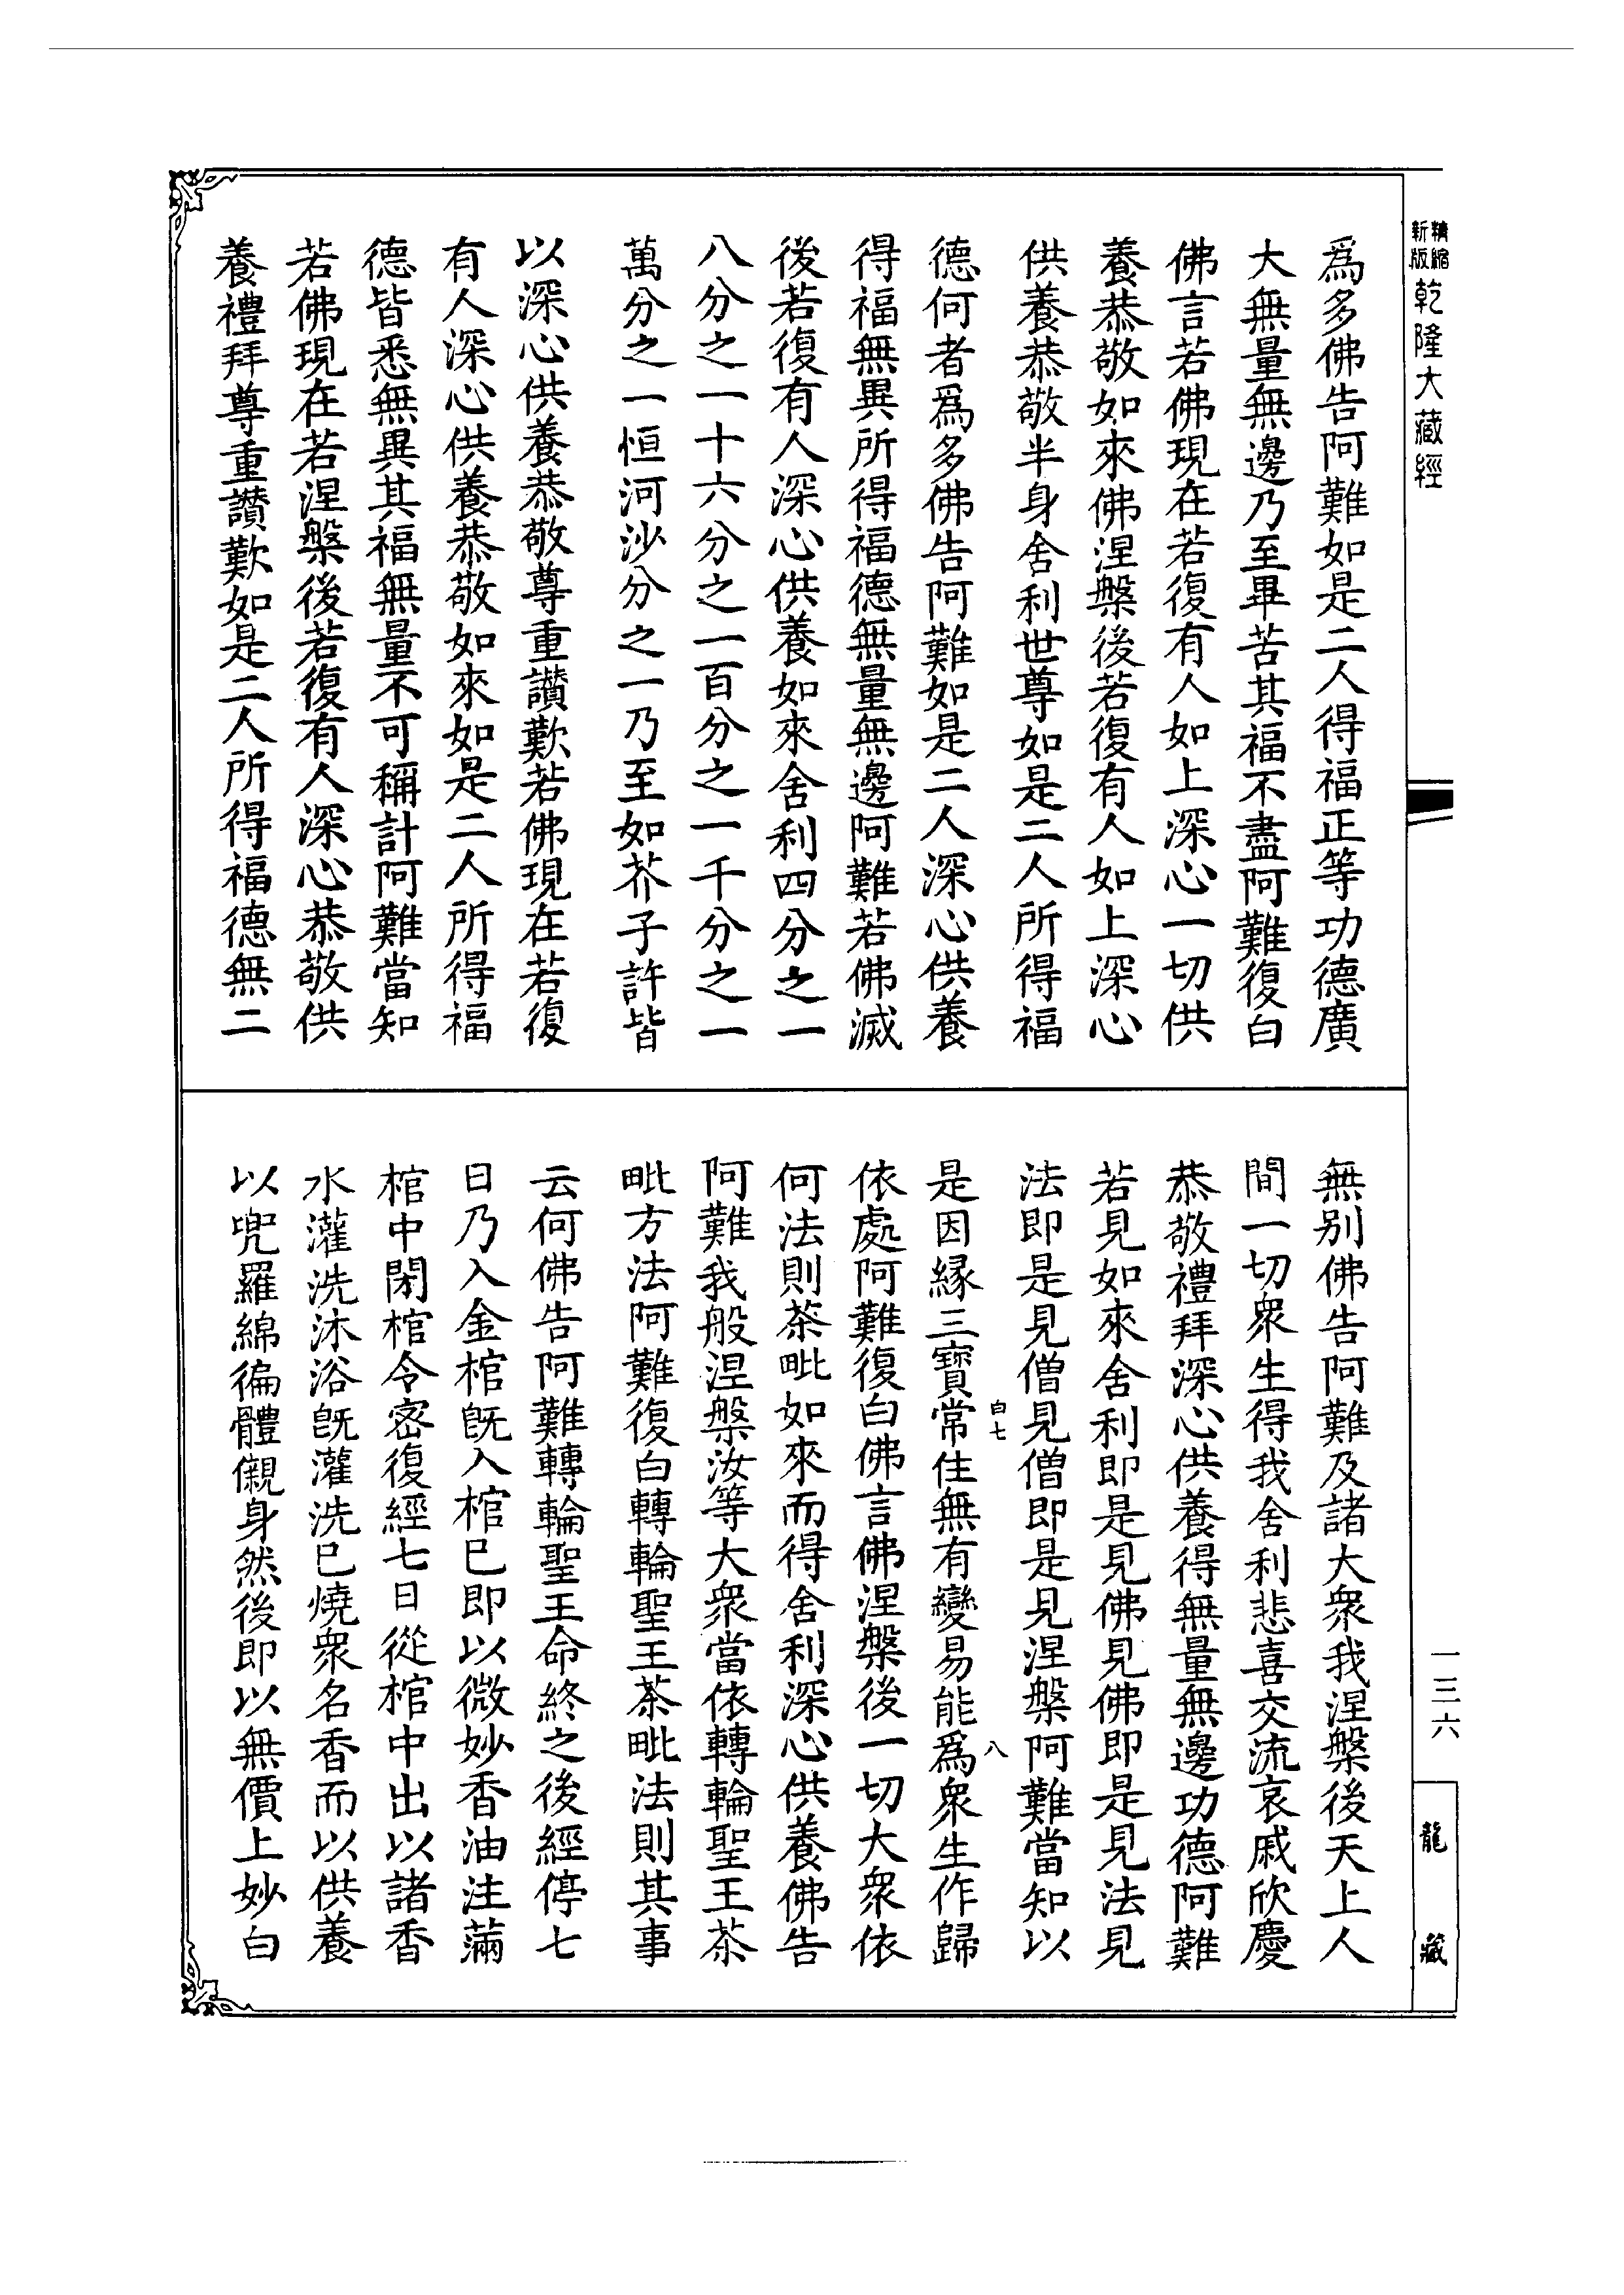 精縮新版乾隆大藏經
爲多佛告阿難如是二人得福正等功德廣
大無量無邊乃至畢苦其福不盡阿難復白
佛言若佛現在若復有人如上深心一切供
養恭敬如來佛涅槃後若復有人如上深心
供養恭敬半身舍利世尊如是二人所得福
德何者爲多佛告阿難如是二人深心供養
得福無異所得福德無量無邊阿難若佛滅
後若復有人深心供養如來舍利四分之一
八分之一十六分之一百分之一千分之一
萬分之一恒河沙分之一乃至如芥子許皆
以深心供養恭敬尊重讚歎若佛現在若復
有人深心供養恭敬如來如是二人所得福
德皆悉無異其福無量不可稱計阿難當知
若佛現在若涅槃後若復有人深心恭敬供
養禮拜尊重讚歎如是二人所得福德無二
無別佛告阿難及諸大衆我涅槃後天上人
間一切衆生得我舍利悲喜交流哀戚欣慶
恭敬禮拜深心供養得無量無邊功德阿難
若見如來舍利即是見佛見佛即是見法見
法即是見僧見僧即是見涅槃阿難當知以
白七
八
是因緣三寶常住無有變易能爲衆生作歸
依處阿難復白佛言佛涅槃後一切大衆依
何法則茶毗如來而得舍利深心供養佛告
阿難我般涅槃汝等大衆當依轉輪聖王茶
毗方法阿難復白轉輪聖王茶毗法則其事
云何佛告阿難轉輪聖王命終之後經停七
日乃入金棺旣入棺已即以微妙香油注滿
棺中閉棺令密復經七日從棺中出以諸香
水灌洗沐浴旣灌洗已燒衆名香而以供養
以兜羅綿徧體儭身然後即以無價上妙白
一三六
龍藏